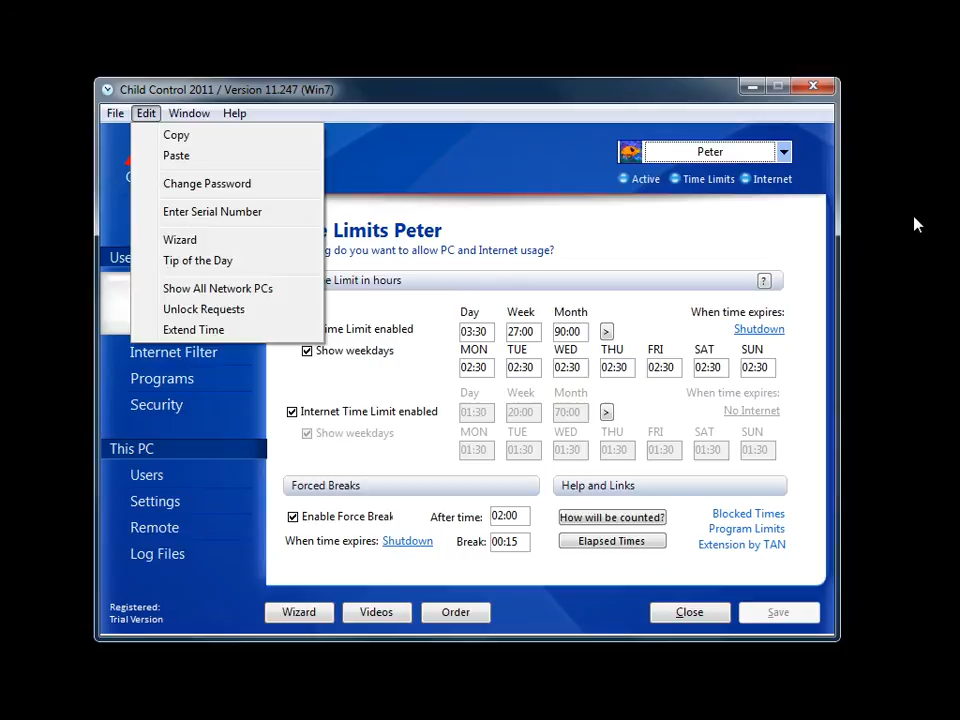 Child Control 2011 / Version 11.247 (Win7)
File Edit Window Help
Copy
Paste
Change Password
Enter Serial Number
Wizard
Tip of the Day
Show All Network PCs
Unlock Requests
Extend Time
Peter
Active Time Limits Internet
Limits Peter
do you want to allow PC and Internet usage?
Limit in hours ?
Day Week Month When time expires:
Limit enabled 03:30 27:00 90:00 > Shutdown
Show weekdays MON TUE WED THU FRI SAT SUN
02:30 02:30 02:30 02:30 02:30 02:30 02:30
Day Week Month When time expires:
Internet Time Limit enabled 01:30 20:00 70:00 > No Internet
Show weekdays MON TUE WED THU FRI SAT SUN
01:30 01:30 01:30 01:30 01:30 01:30 01:30
Forced Breaks
Enable Force Break After time: 02:00
When time expires: Shutdown Break: 00:15
Help and Links
How will be counted? Blocked Times
Program Limits
Elapsed Times Extension by TAN
Internet Filter
Programs
Security
This PC
Users
Settings
Remote
Log Files
Registered:
Trial Version
Wizard Videos Order Close Save